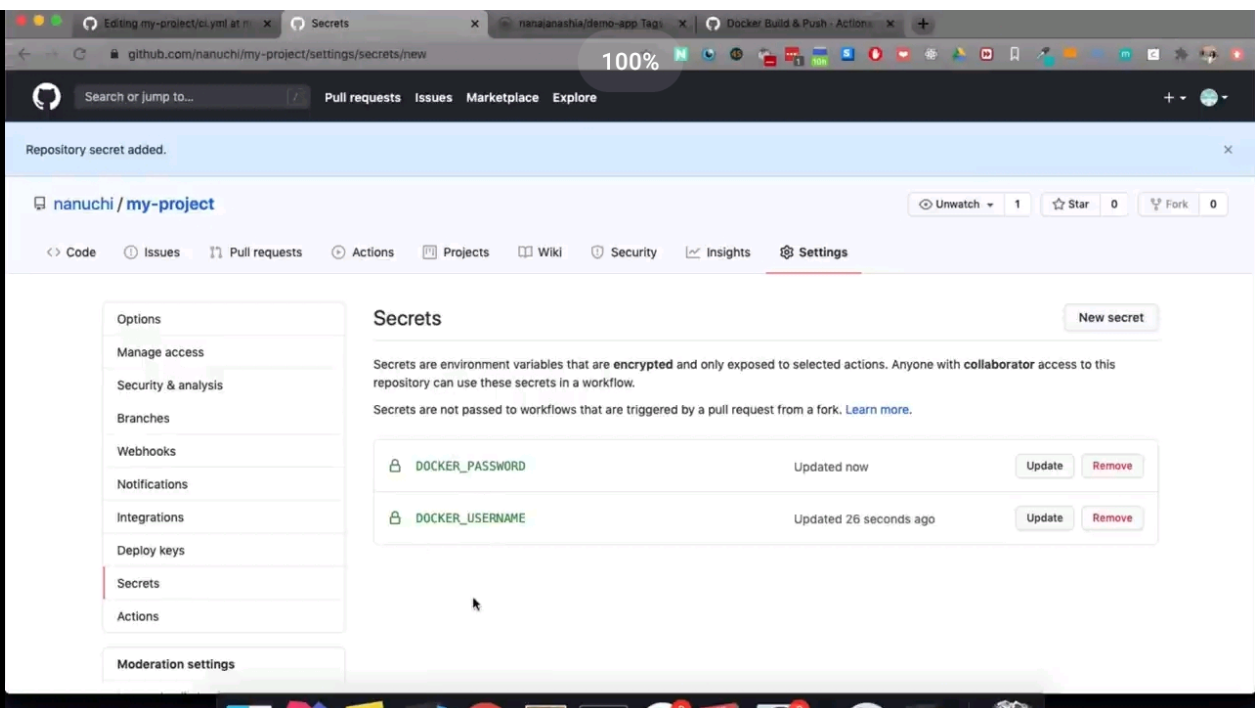 Editing my-project/ci.yml at n
Secrets
nanajanashia/demo-app Tags
Docker Build & Push · Actions
github.com/nanuchi/my-project/settings/secrets/new
100%
Search or jump to...
/
Pull requests
Issues
Marketplace
Explore
Repository secret added.
nanuchi / my-project
Unwatch
1
Star
0
Fork
0
Code
Issues
Pull requests
Actions
Projects
Wiki
Security
Insights
Settings
Options
Manage access
Security & analysis
Branches
Webhooks
Notifications
Integrations
Deploy keys
Secrets
Actions
Moderation settings
Secrets
New secret
Secrets are environment variables that are encrypted and only exposed to selected actions. Anyone with collaborator access to this
repository can use these secrets in a workflow.
Secrets are not passed to workflows that are triggered by a pull request from a fork. Learn more.
DOCKER_PASSWORD
Updated now
Update
Remove
DOCKER_USERNAME
Updated 26 seconds ago
Update
Remove